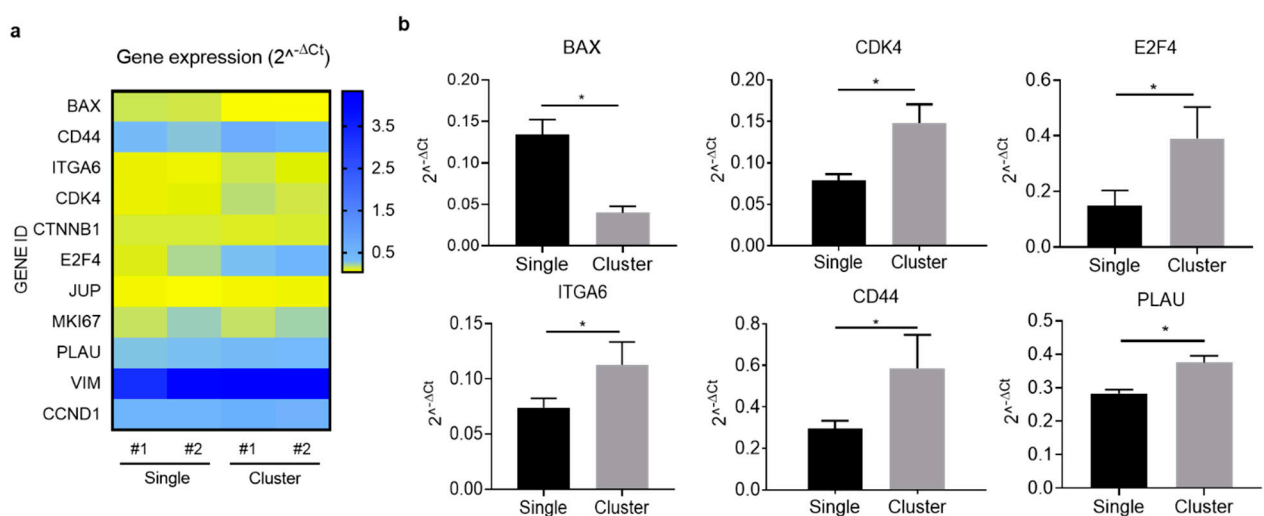 a
Gene expression (2^-ΔCt)
GENE ID
BAX
CD44
ITGA6
CDK4
CTNNB1
E2F4
JUP
MKI67
PLAU
VIM
CCND1
#1 #2 #1 #2
Single Cluster
3.5
2.5
1.5
0.5
b
BAX
2^-ΔCt
0.20
0.15
0.10
0.05
0.00
*
Single Cluster
CDK4
2^-ΔCt
0.20
0.15
0.10
0.05
0.00
*
Single Cluster
E2F4
2^-ΔCt
0.6
0.4
0.2
0.0
*
Single Cluster
ITGA6
2^-ΔCt
0.15
0.10
0.05
0.00
*
Single Cluster
CD44
2^-ΔCt
0.8
0.6
0.4
0.2
0.0
*
Single Cluster
PLAU
2^-ΔCt
0.5
0.4
0.3
0.2
0.1
0.0
*
Single Cluster